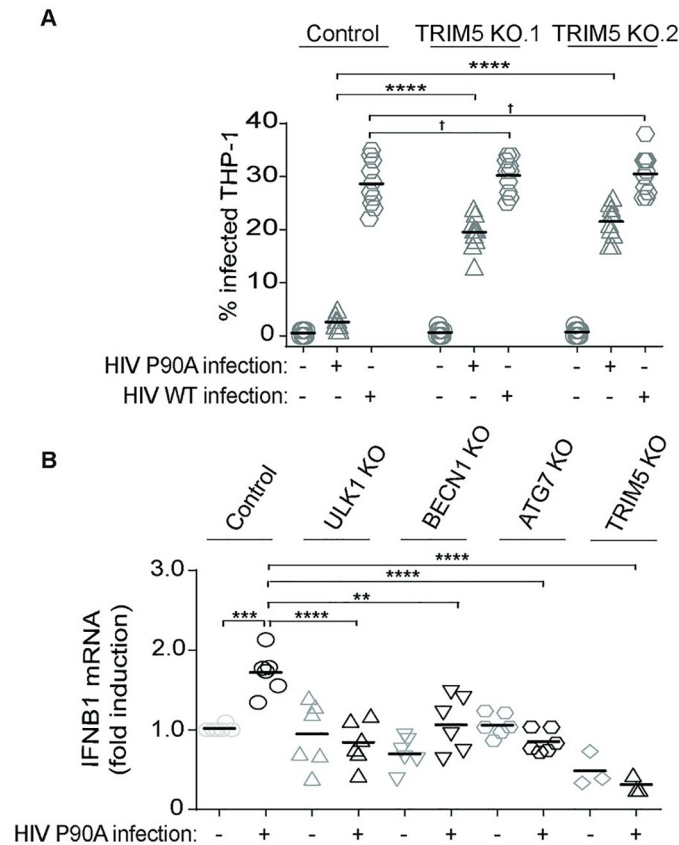 A
Control TRIM5 KO.1 TRIM5 KO.2
****
****
†
†
40
30
20
10
0
% infected THP-1
HIV P90A infection: - + - - + - - + -
HIV WT infection: - - + - - + - - +
B
Control ULK1 KO BECN1 KO ATG7 KO TRIM5 KO
****
****
**
*** ****
3.0
2.0
1.0
0
IFNB1 mRNA
(fold induction)
HIV P90A infection: - + - + - + - + - +